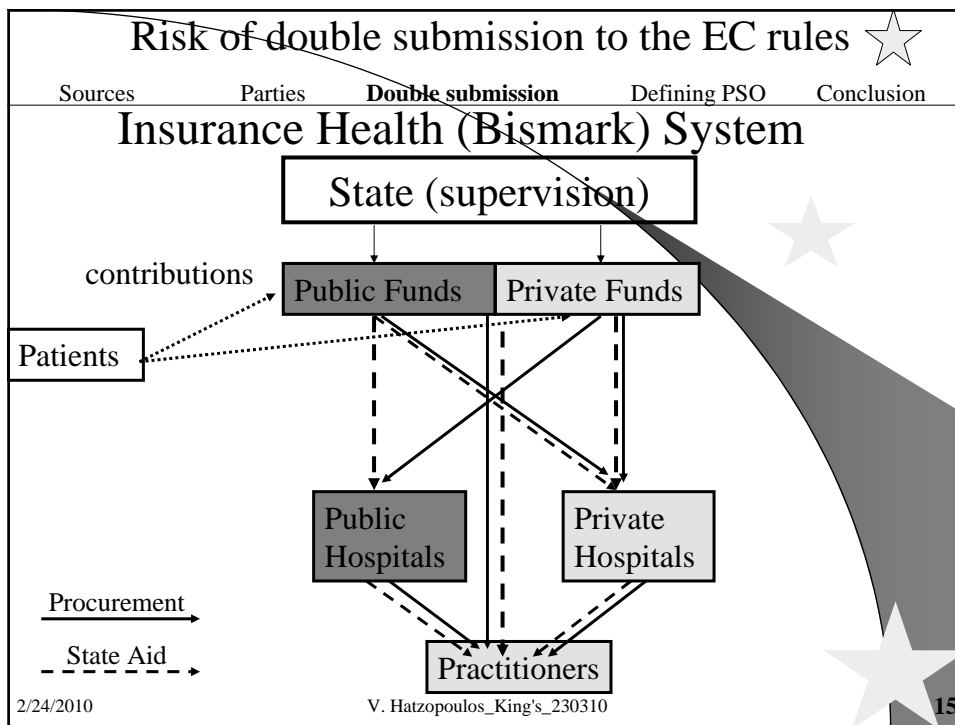 Risk of double submission to the EC rules
Sources Parties Double submission Defining PSO Conclusion
Insurance Health (Bismark) System
State (supervision)
contributions
Public Funds Private Funds
Patients
Public Hospitals
Private Hospitals
Procurement
State Aid
Practitioners
2/24/2010 V. Hatzopoulos_King's_230310 15